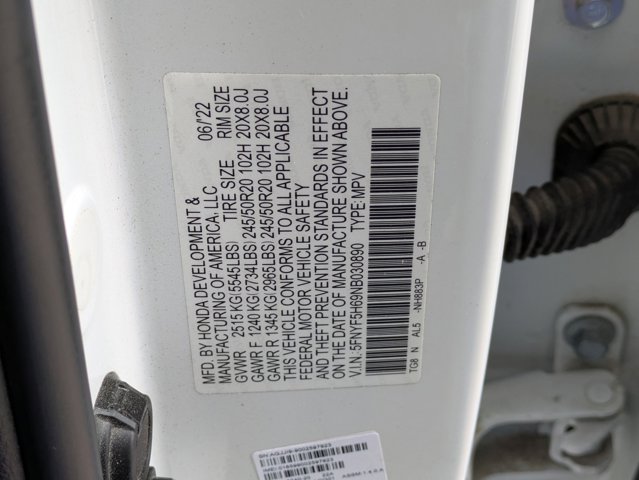 MFD. BY HONDA DEVELOPMENT & 06/'22
MANUFACTURING OF AMERICA, LLC
TIRE SIZE RIM SIZE
GVWR 2515 KG(5545LBS)
GAWR F 1240 KG(2734LBS) 245/50R20 102H 20X8.0J
GAWR R 1345 KG(2965LBS) 245/50R20 102H 20X8.0J
THIS VEHICLE CONFORMS TO ALL APPLICABLE
FEDERAL MOTOR VEHICLE SAFETY
AND THEFT PREVENTION STANDARDS IN EFFECT
ON THE DATE OF MANUFACTURE SHOWN ABOVE.
V.I.N.: 5FNYF5H69NB030890 TYPE: MPV
TG8 N AL5 -NH883P -A -B